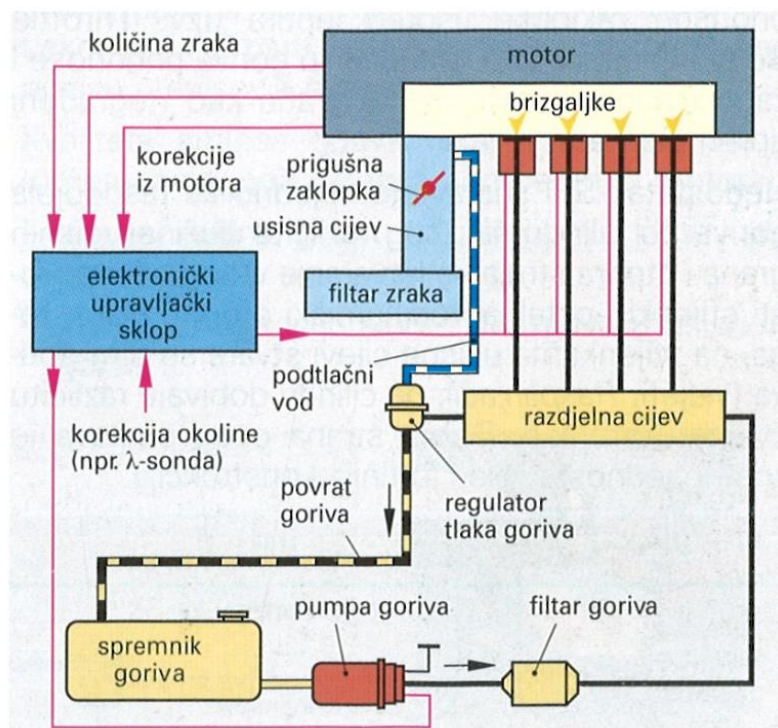 količina zraka
motor
brizgaljke
korekcije
iz motora
prigušna
zaklopka
usisna cijev
elektronički
upravljački
sklop
filtar zraka
podtlačni
vod
razdjelna cijev
korekcija okoline
(npr. λ-sonda)
povrat
goriva
regulator
tlaka goriva
pumpa goriva
filtar goriva
spremnik
goriva